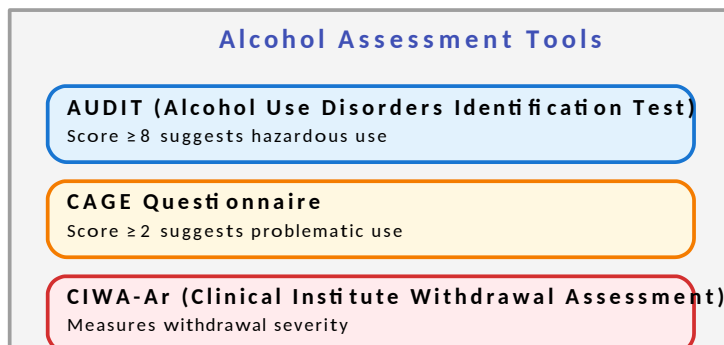 Alcohol Assessment Tools
AUDIT (Alcohol Use Disorders Identification Test)
Score ≥8 suggests hazardous use
CAGE Questionnaire
Score ≥2 suggests problematic use
CIWA-Ar (Clinical Institute Withdrawal Assessment)
Measures withdrawal severity